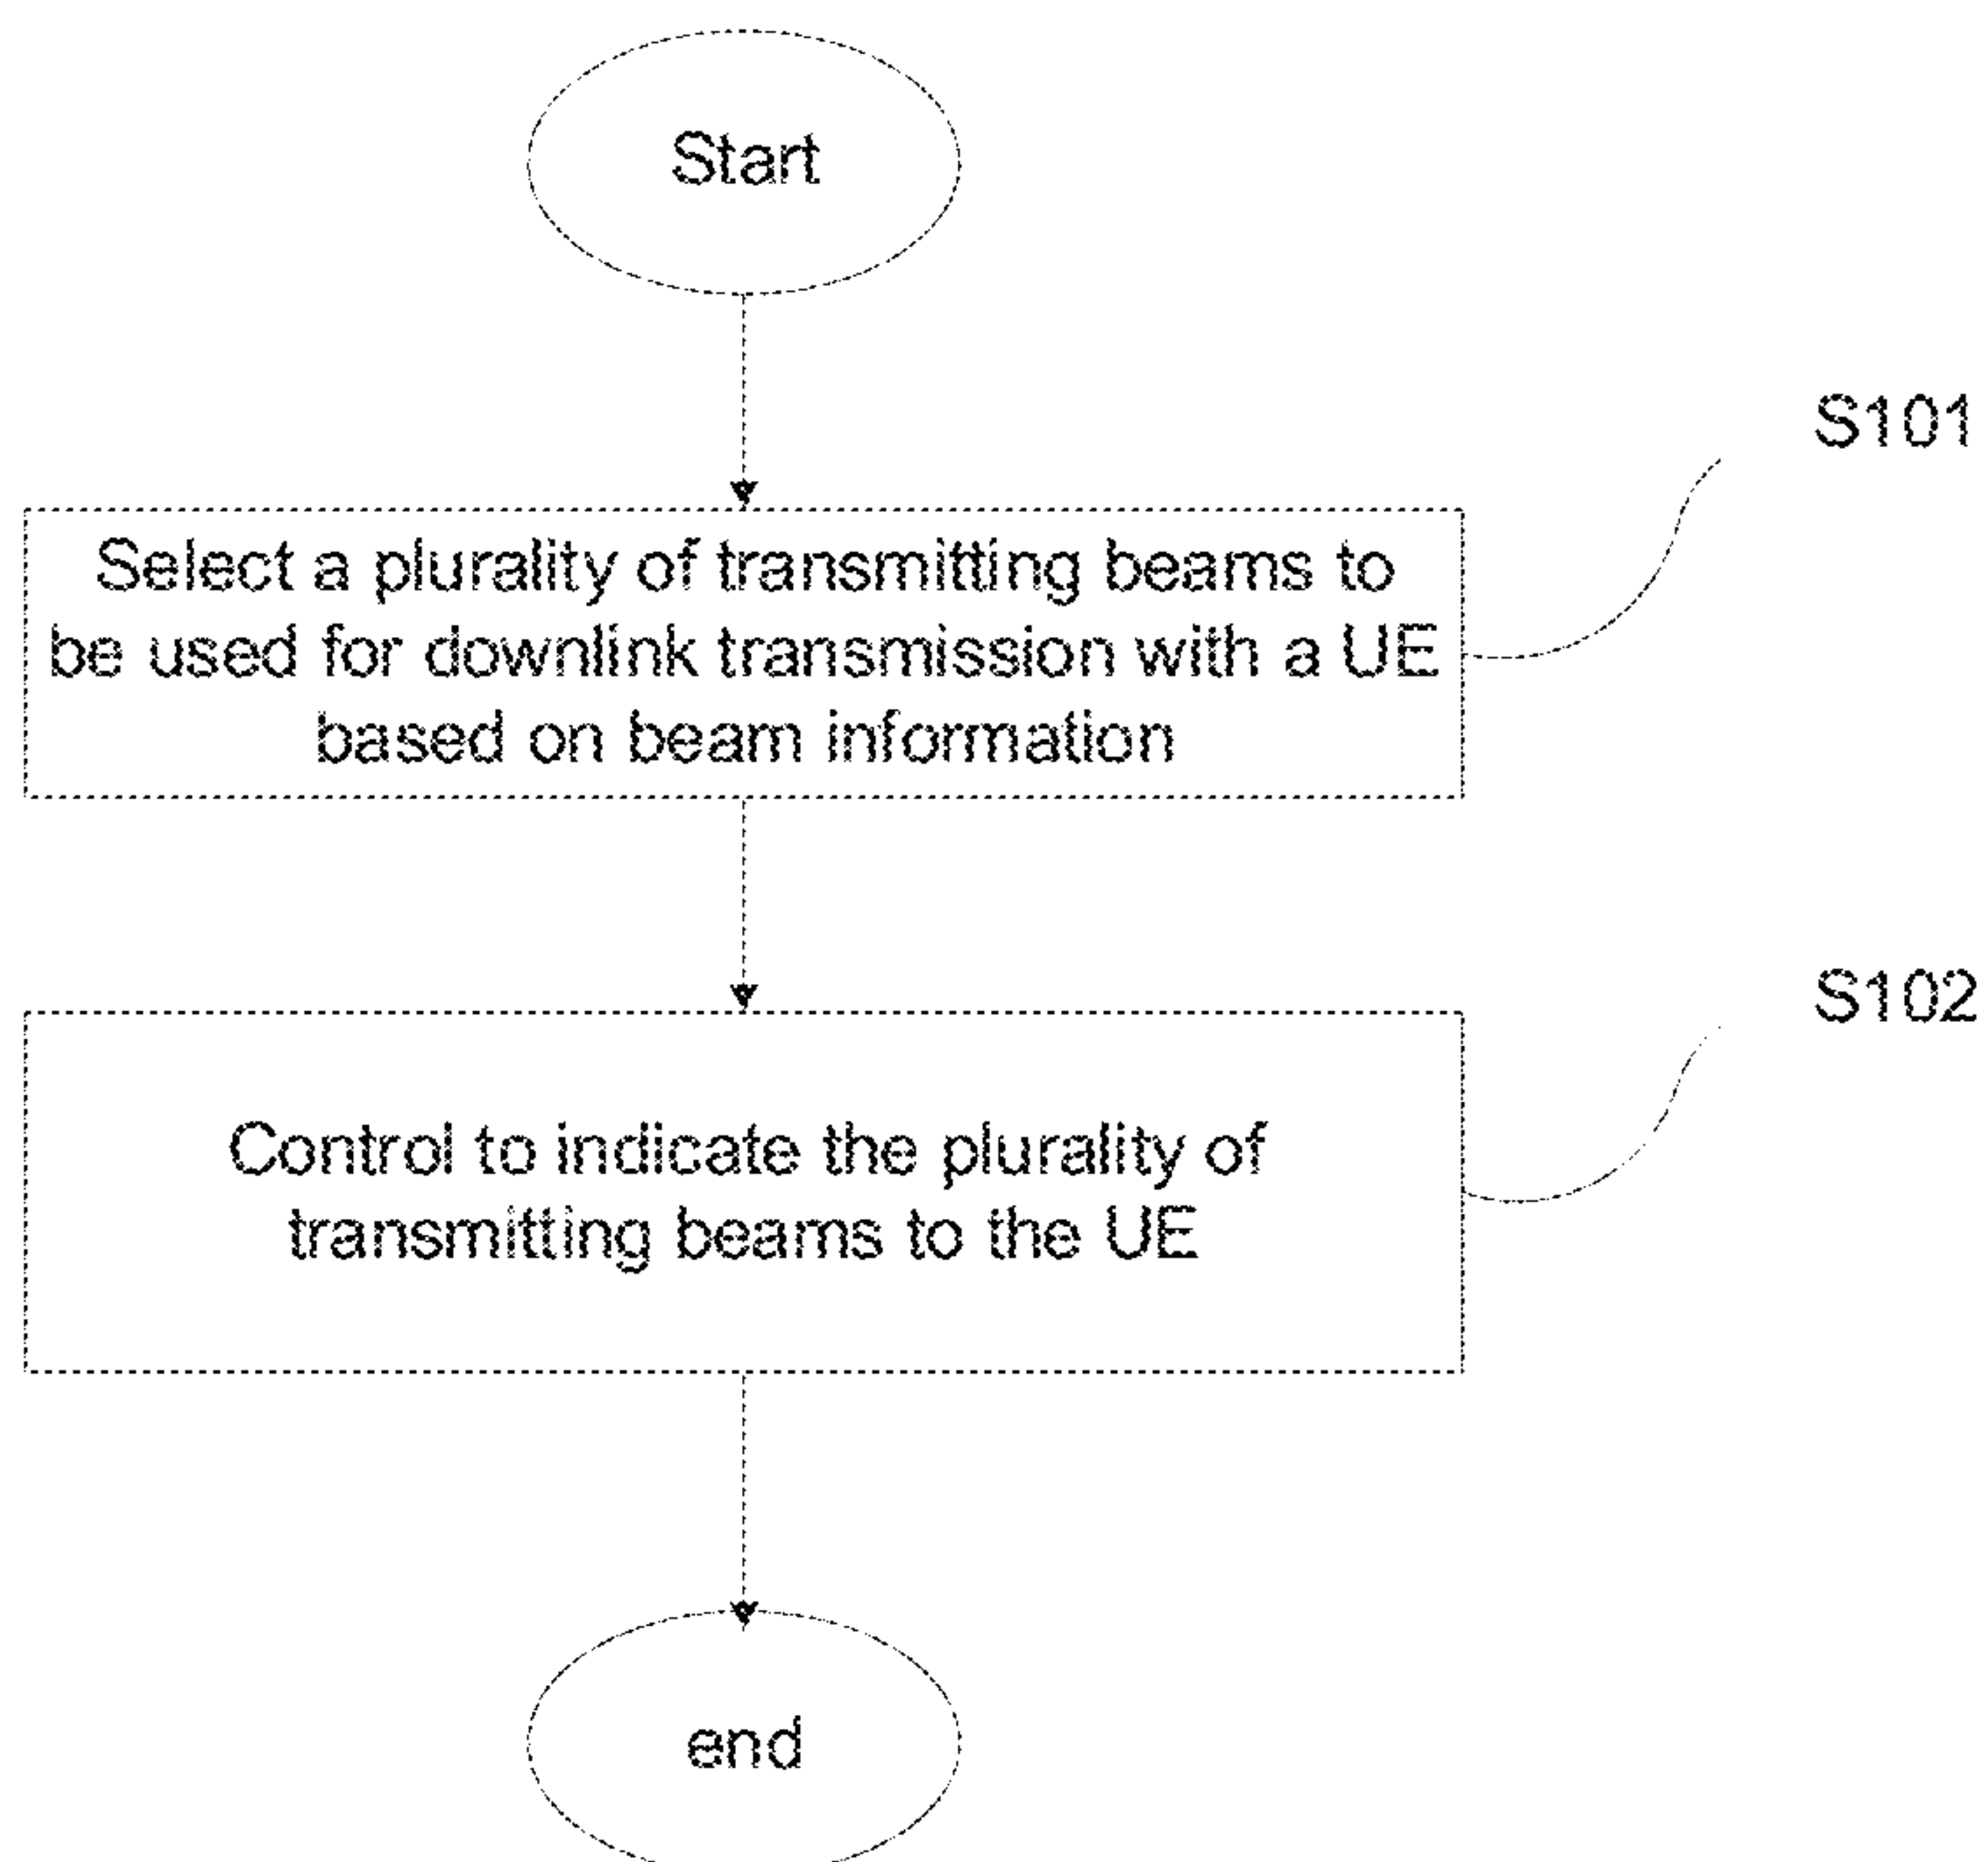 Start
S101
Select a plurality of transmitting beams to
be used for downlink transmission with a UE
based on beam information
S102
Control to indicate the plurality of
transmitting beams to the UE
end